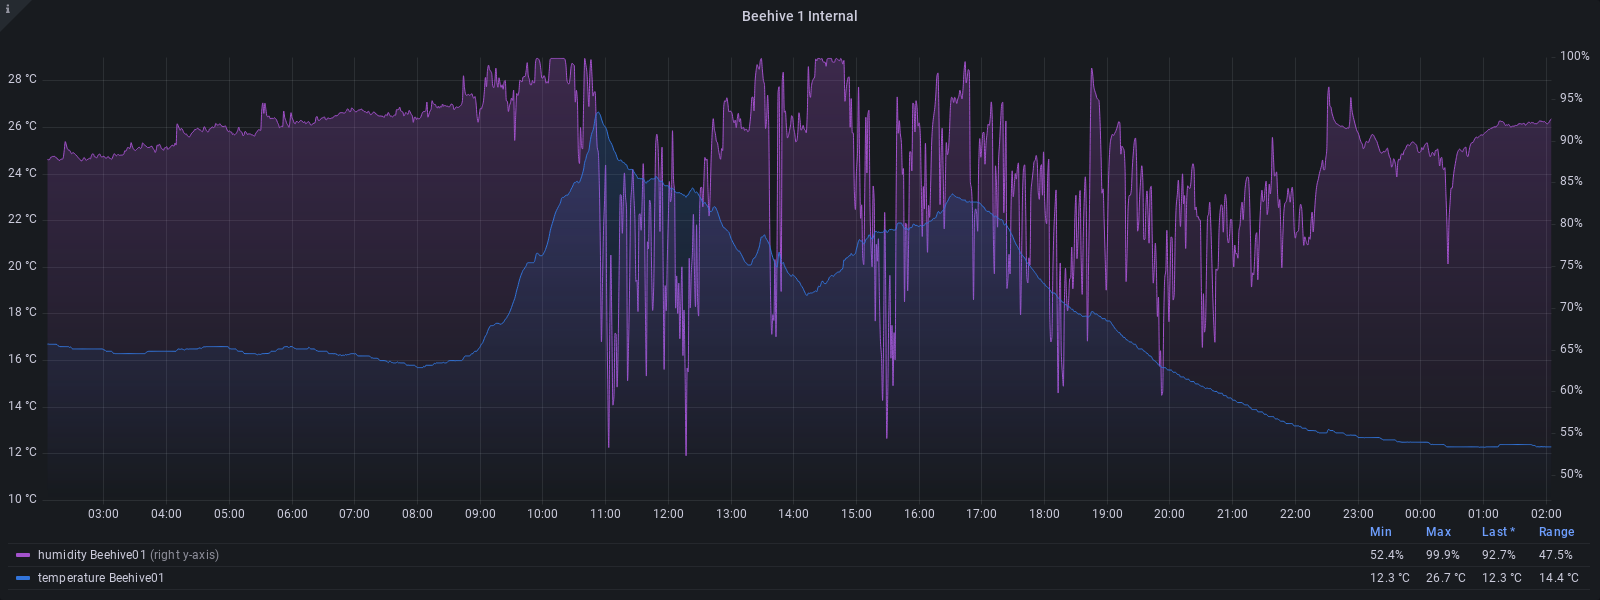 i
Beehive 1 Internal
28 °C
26 °C
24 °C
22 °C
20 °C
18 °C
16 °C
14 °C
12 °C
10 °C
100%
95%
90%
85%
80%
75%
70%
65%
60%
55%
50%
03:00 04:00 05:00 06:00 07:00 08:00 09:00 10:00 11:00 12:00 13:00 14:00 15:00 16:00 17:00 18:00 19:00 20:00 21:00 22:00 23:00 00:00 01:00 02:00
Min Max Last * Range
humidity Beehive01 (right y-axis) 52.4% 99.9% 92.7% 47.5%
temperature Beehive01 12.3 °C 26.7 °C 12.3 °C 14.4 °C